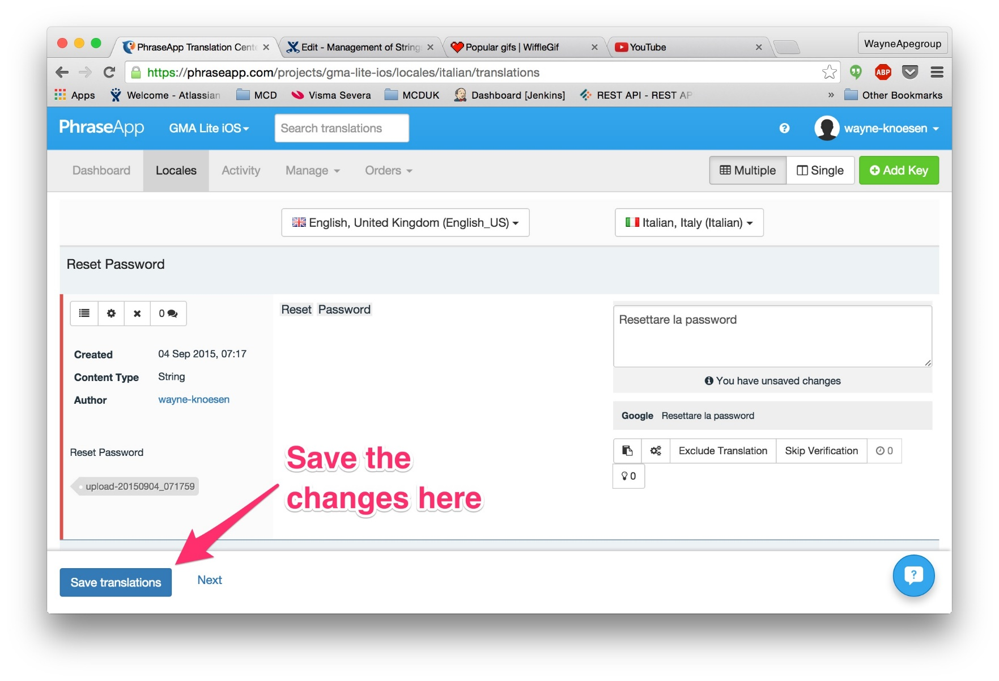 PhraseApp Translation Cente
Edit - Management of String
Popular gifs | WiffleGif
YouTube
WayneApegroup
https://phraseapp.com/projects/gma-lite-ios/locales/italian/translations
ABP
Apps
Welcome - Atlassian
MCD
Visma Severa
MCDUK
Dashboard [Jenkins]
REST API - REST AP
»
Other Bookmarks
PhraseApp
GMA Lite iOS
Search translations
?
wayne-knoesen
Dashboard
Locales
Activity
Manage
Orders
Multiple
Single
Add Key
English, United Kingdom (English_US)
Italian, Italy (Italian)
Reset Password
0
Reset Password
Resettare la password
Created 04 Sep 2015, 07:17
Content Type String
Author wayne-knoesen
You have unsaved changes
Google Resettare la password
Reset Password
Exclude Translation
Skip Verification
0
0
upload-20150904_071759
Save the
changes here
Save translations
Next
?